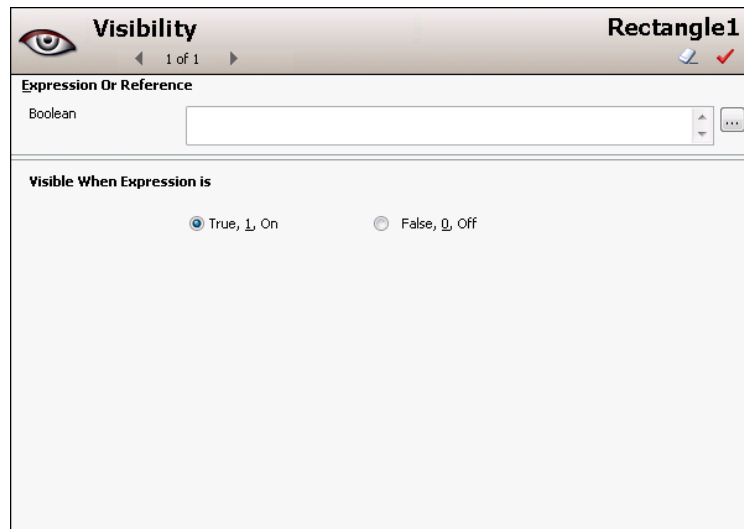 Visibility
Rectangle1
1 of 1
Expression Or Reference
Boolean
...
Visible When Expression is
True, 1, On
False, 0, Off